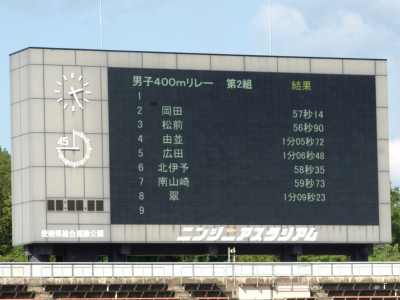 男子400mリレー 第2組 結果
1
2 岡田 57秒14
3 松前 56秒90
4 由並 1分05秒72
5 広田 1分06秒48
6 北伊予 58秒35
7 南山崎 59秒73
8 翠 1分09秒23
9
45
愛媛県総合運動公園
ニンジニアスタジアム